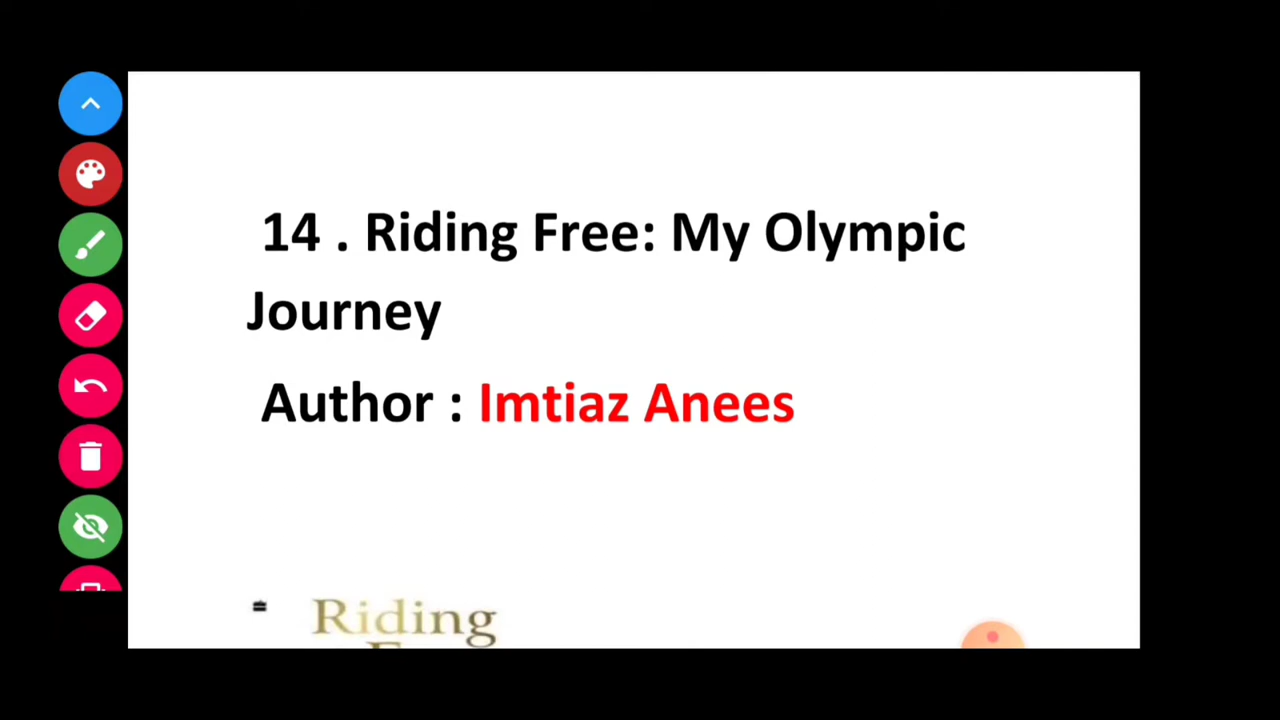 14 . Riding Free: My Olympic
Journey
Author : Imtiaz Anees
Riding